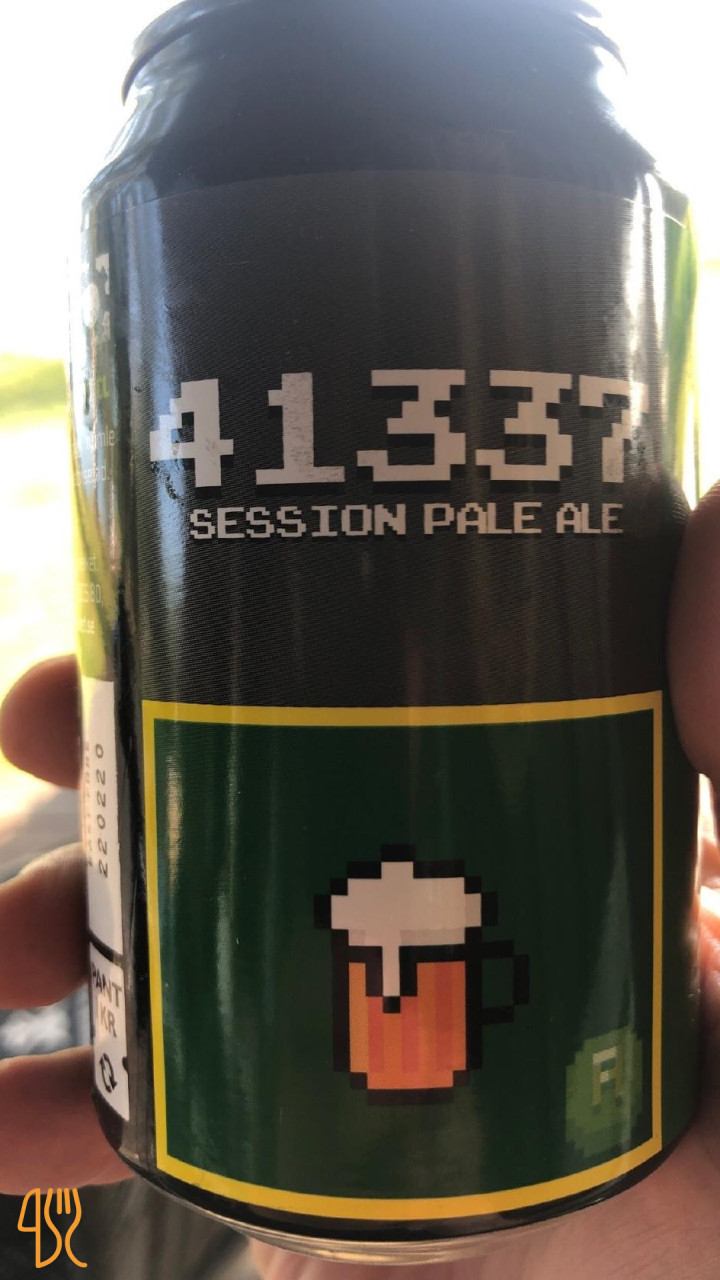 41337
SESSION PALE ALE
F
220220
PANT
KR